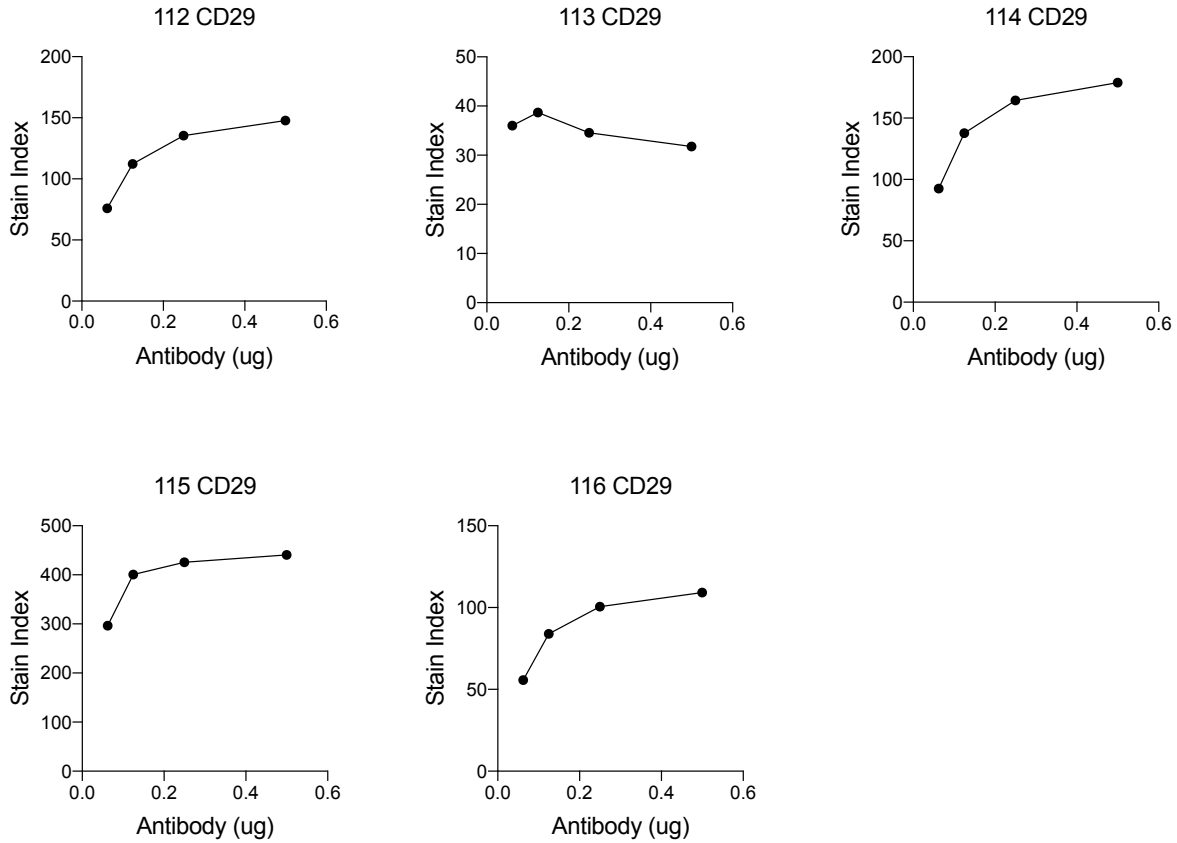 112 CD29
200
150
100
50
0
0.0 0.2 0.4 0.6
Stain Index
Antibody (ug)
113 CD29
50
40
30
20
10
0
0.0 0.2 0.4 0.6
Stain Index
Antibody (ug)
114 CD29
200
150
100
50
0
0.0 0.2 0.4 0.6
Stain Index
Antibody (ug)
115 CD29
500
400
300
200
100
0
0.0 0.2 0.4 0.6
Stain Index
Antibody (ug)
116 CD29
150
100
50
0
0.0 0.2 0.4 0.6
Stain Index
Antibody (ug)